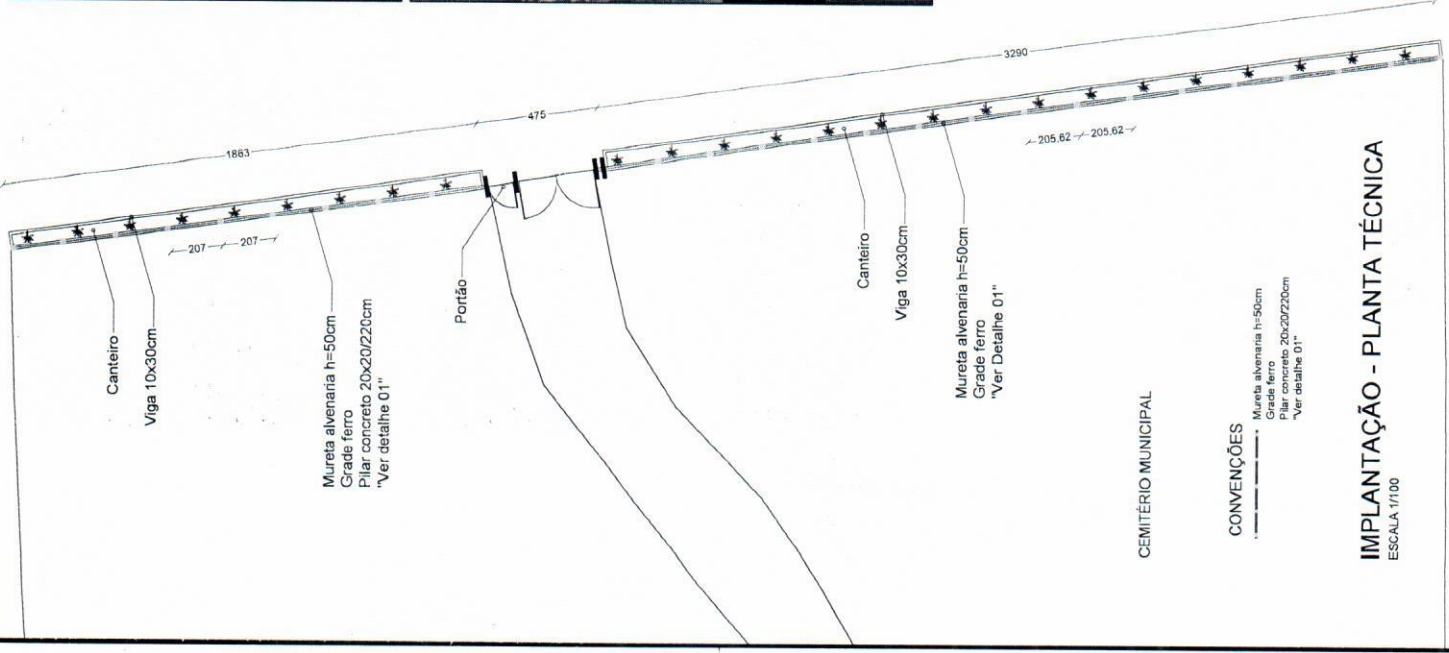 3290
475
1863
207
207
205,62
205,62
Canteiro
Viga 10x30cm
Mureta alvenaria h=50cm
Grade ferro
Pilar concreto 20x20/220cm
"Ver detalhe 01"
Portão
Canteiro
Viga 10x30cm
Mureta alvenaria h=50cm
Grade ferro
"Ver Detalhe 01"
CEMITÉRIO MUNICIPAL
CONVENÇÕES
Mureta alvenaria h=50cm
Grade ferro
Pilar concreto 20x20/220cm
"Ver detalhe 01"
IMPLANTAÇÃO - PLANTA TÉCNICA
ESCALA 1/100